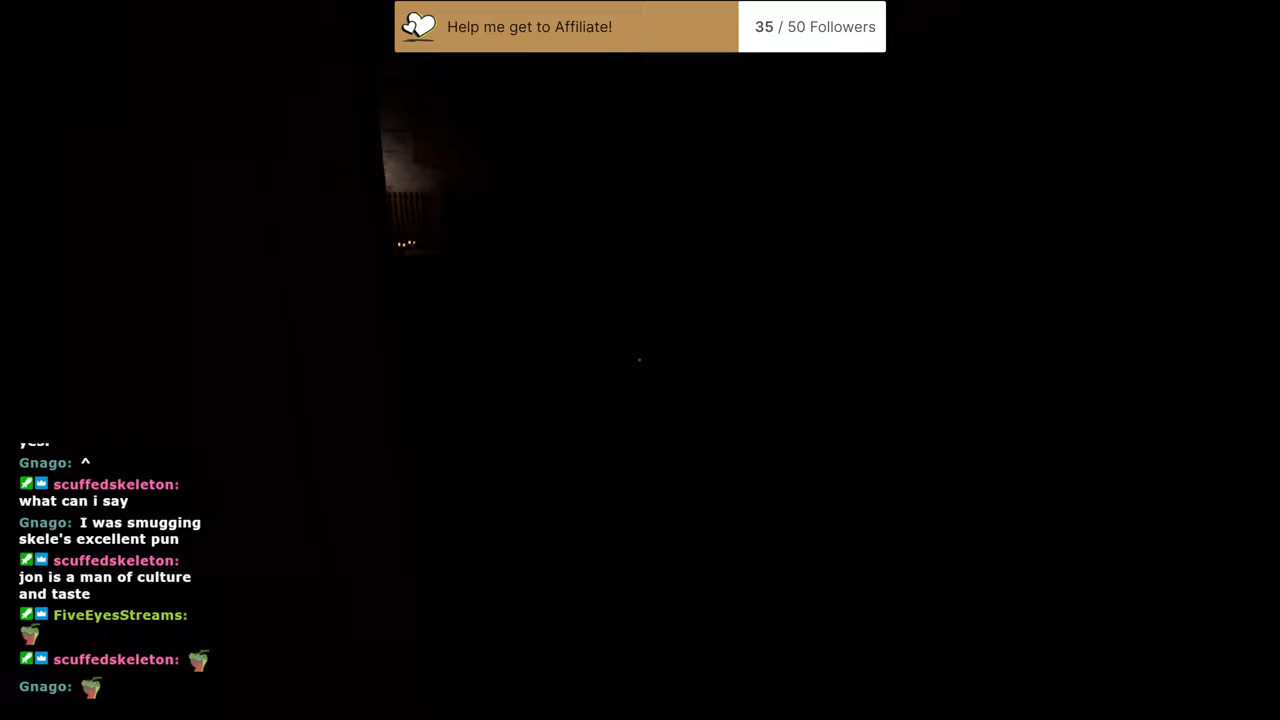 Help me get to Affiliate!
35 / 50 Followers
yes.
Gnago: ^
scuffedskeleton:
what can i say
Gnago: I was smugging
skele's excellent pun
scuffedskeleton:
jon is a man of culture
and taste
FiveEyesStreams:
scuffedskeleton:
Gnago: